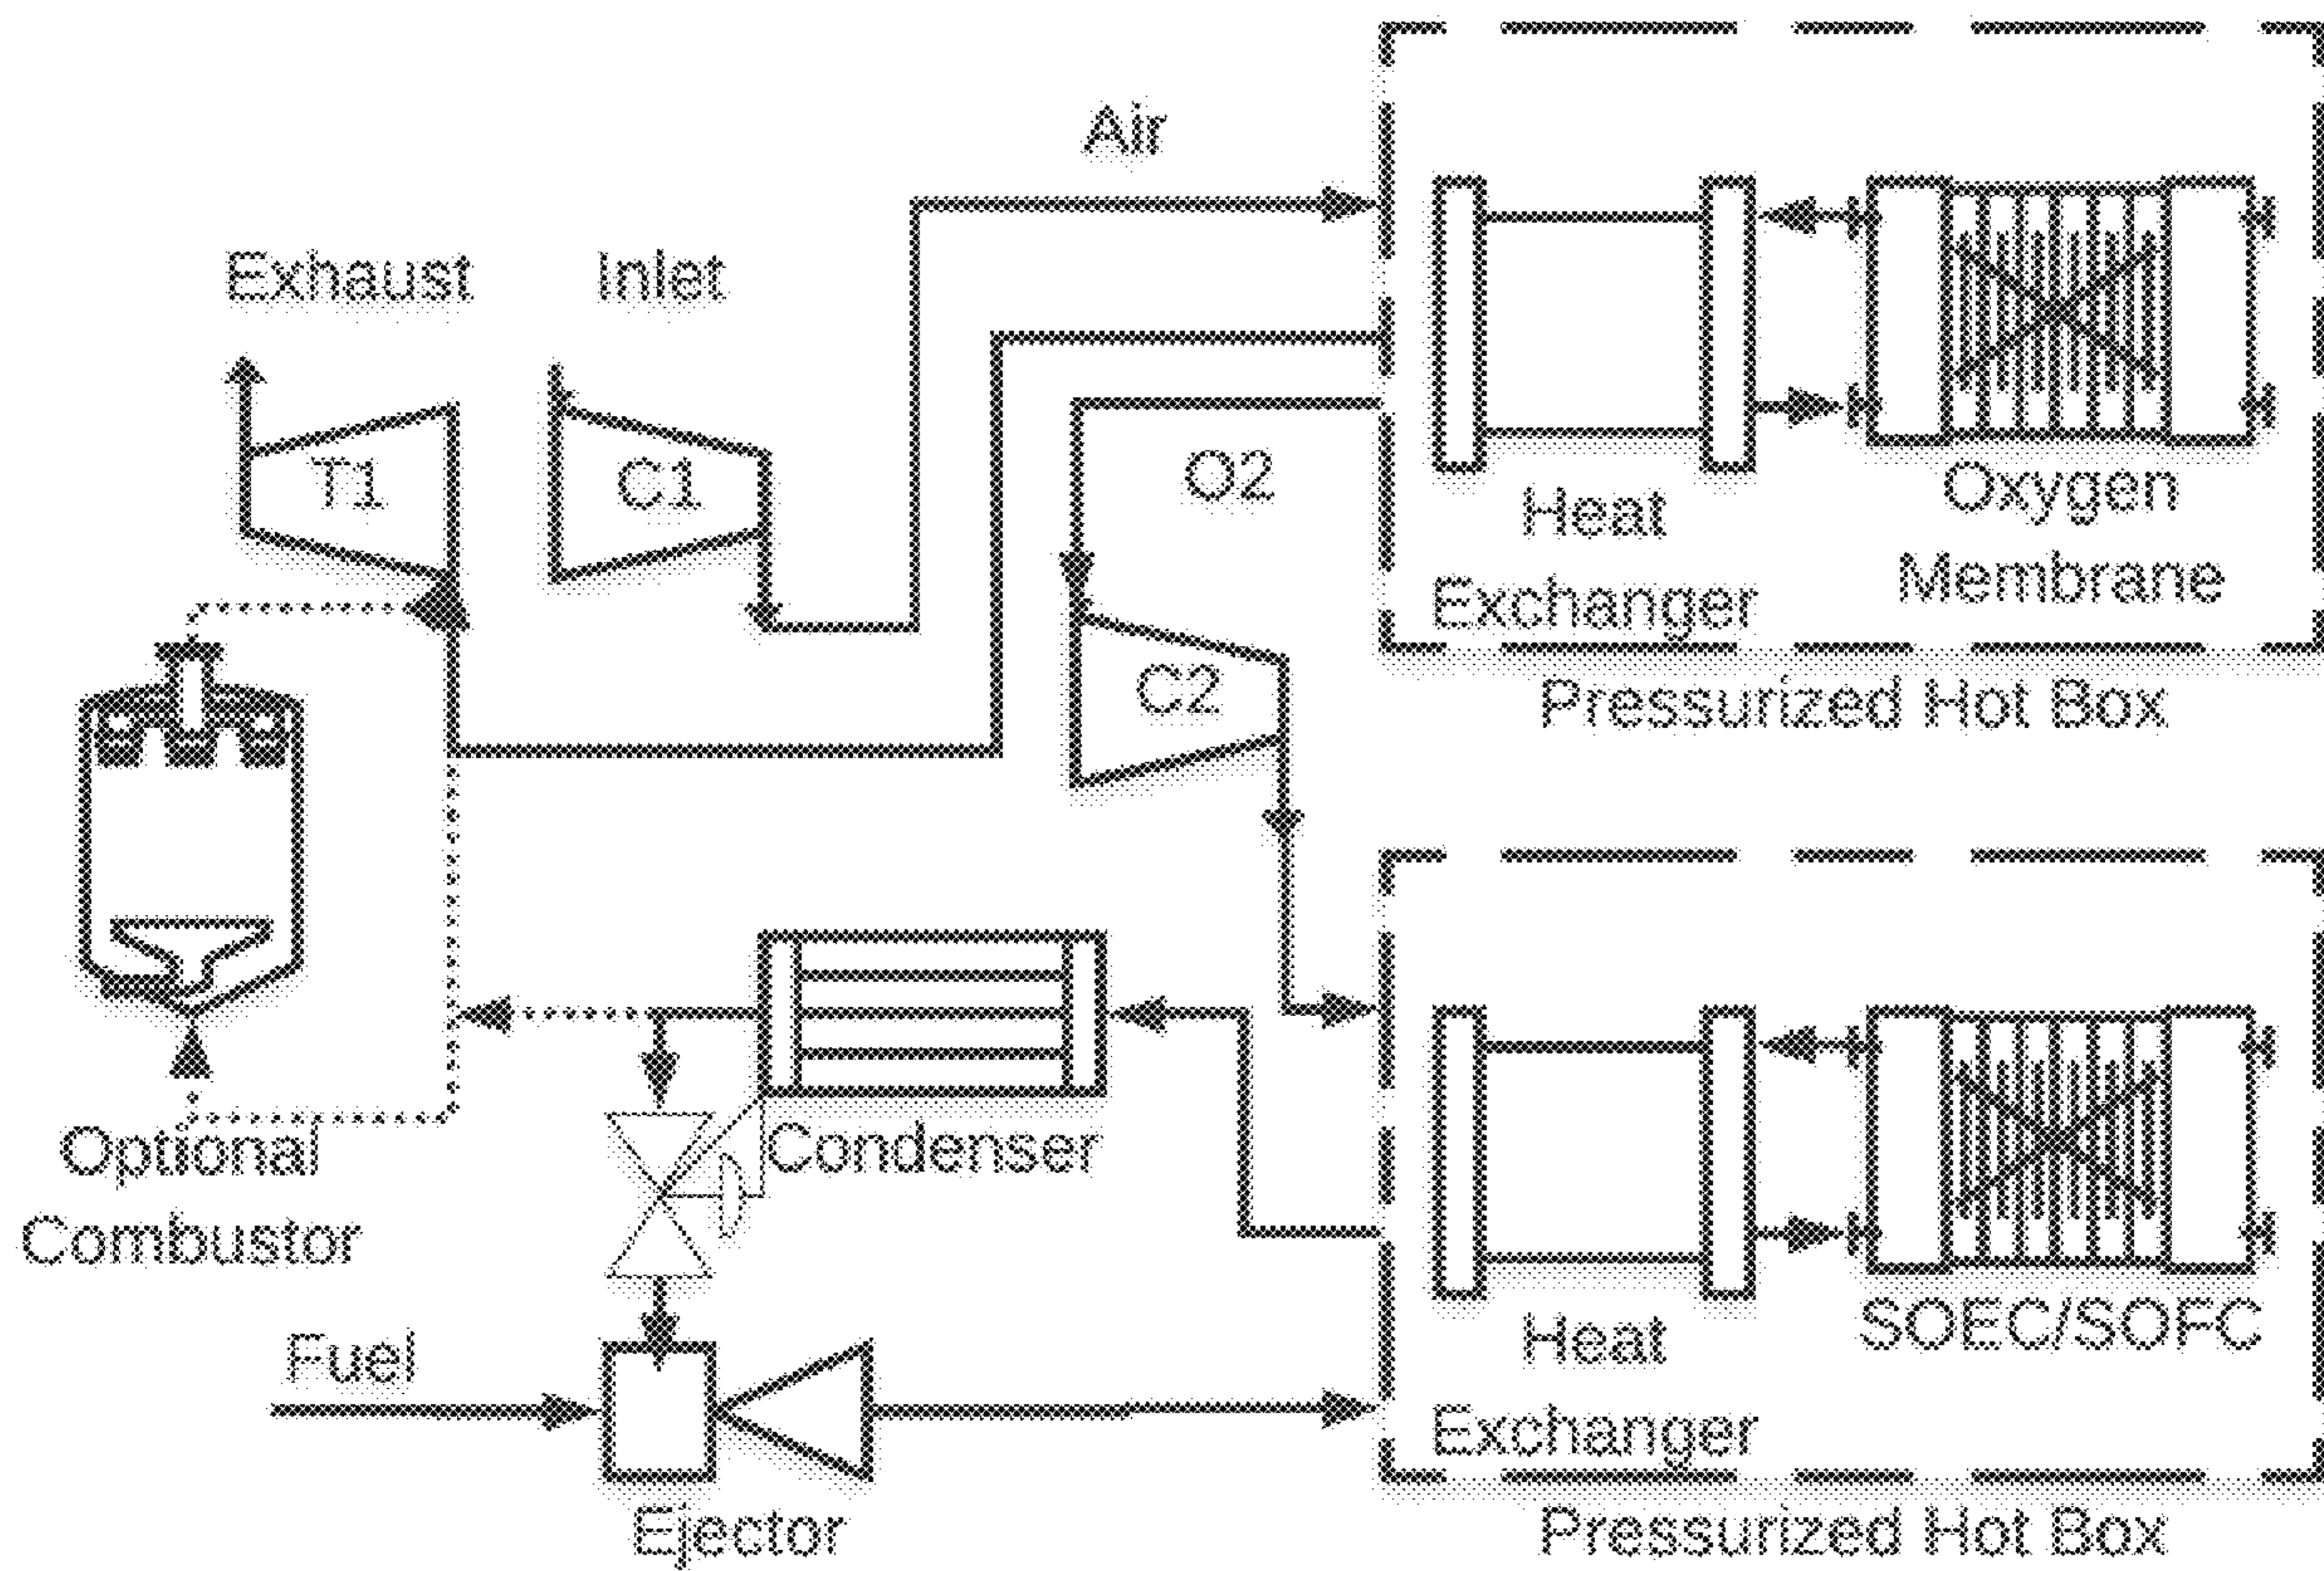 Air
Exhaust
Inlet
T1
C1
O2
Heat
Exchanger
Oxygen
Membrane
Pressurized Hot Box
C2
Condenser
Optional
Combustor
Fuel
Ejector
Heat
Exchanger
SOEC/SOFC
Pressurized Hot Box